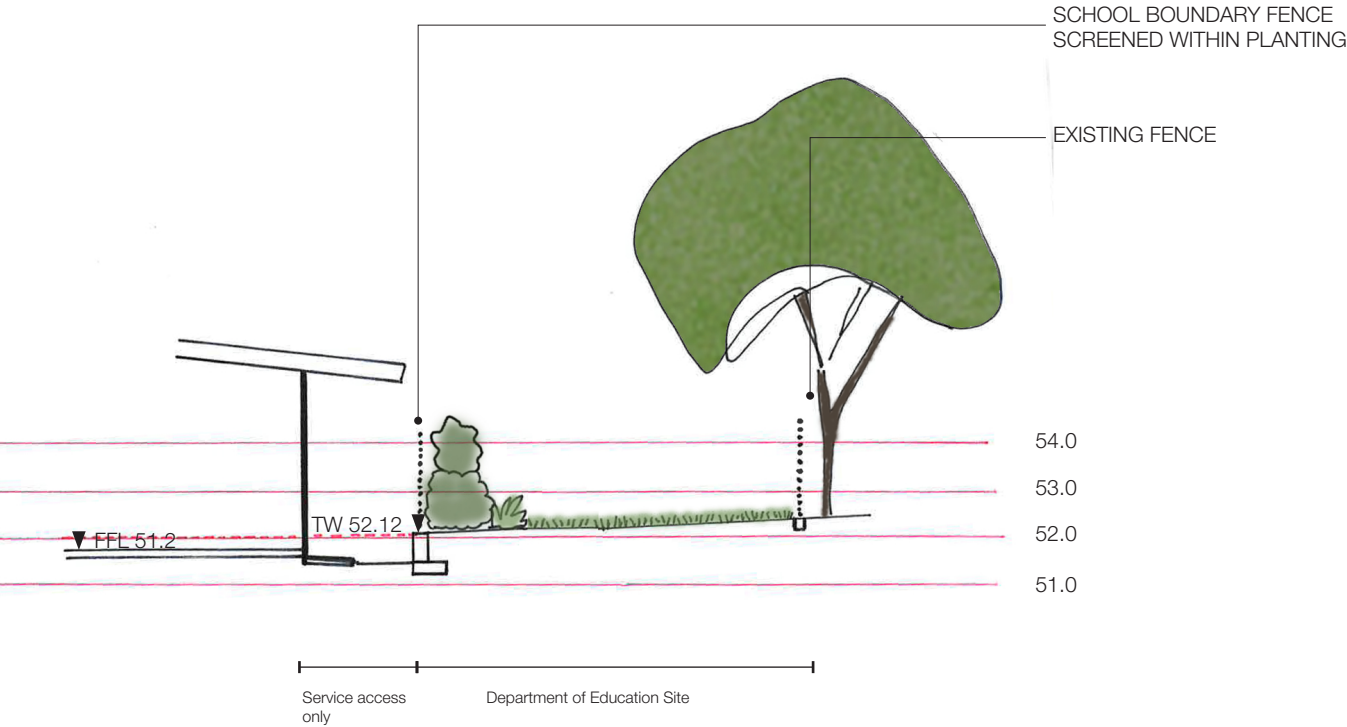 SCHOOL BOUNDARY FENCE
SCREENED WITHIN PLANTING
EXISTING FENCE
54.0
53.0
TW 52.12
52.0
FFL 51.2
51.0
Service access
only
Department of Education Site